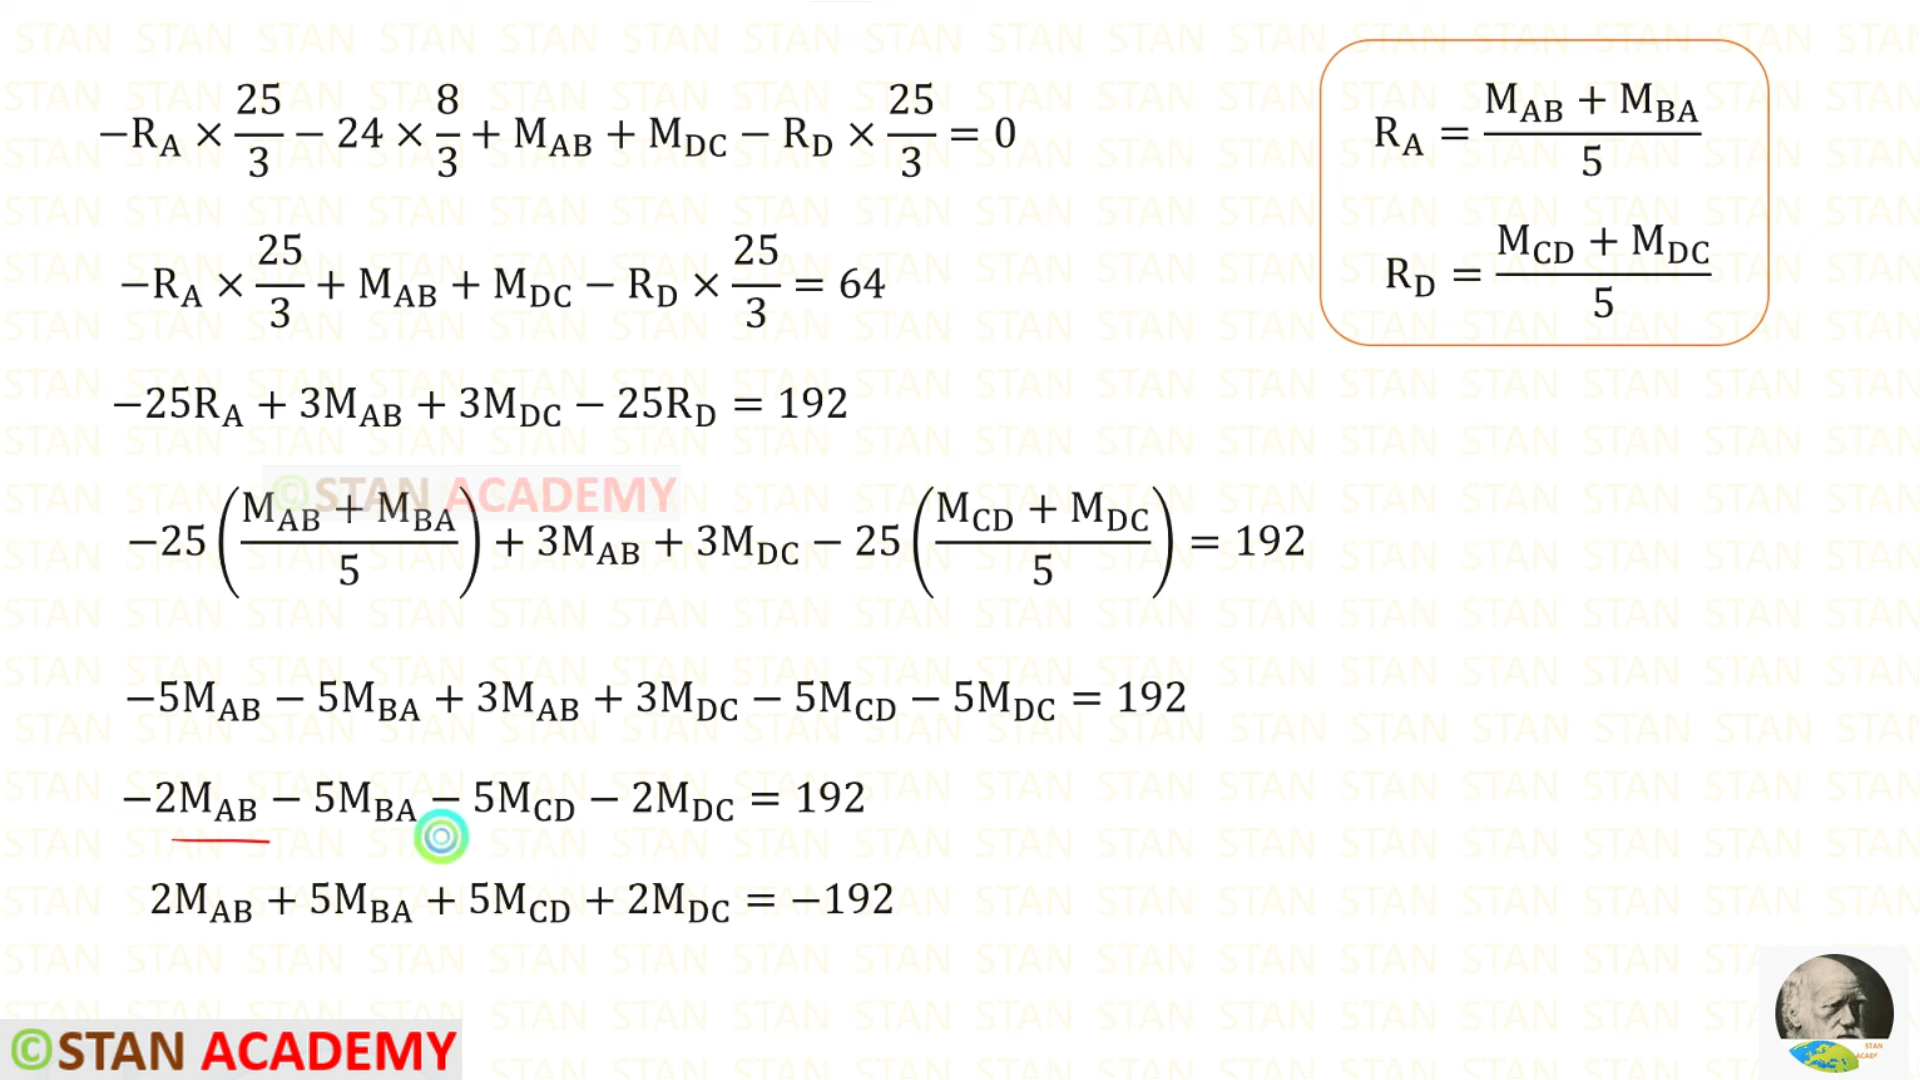 −R_A × 25/3 − 24 × 8/3 + M_AB + M_DC − R_D × 25/3 = 0
R_A = (M_AB + M_BA)/5
R_D = (M_CD + M_DC)/5
−R_A × 25/3 + M_AB + M_DC − R_D × 25/3 = 64
−25R_A + 3M_AB + 3M_DC − 25R_D = 192
©STAN ACADEMY
−25((M_AB + M_BA)/5) + 3M_AB + 3M_DC − 25((M_CD + M_DC)/5) = 192
−5M_AB − 5M_BA + 3M_AB + 3M_DC − 5M_CD − 5M_DC = 192
−2M_AB − 5M_BA − 5M_CD − 2M_DC = 192
2M_AB + 5M_BA + 5M_CD + 2M_DC = −192
©STAN ACADEMY
STAN